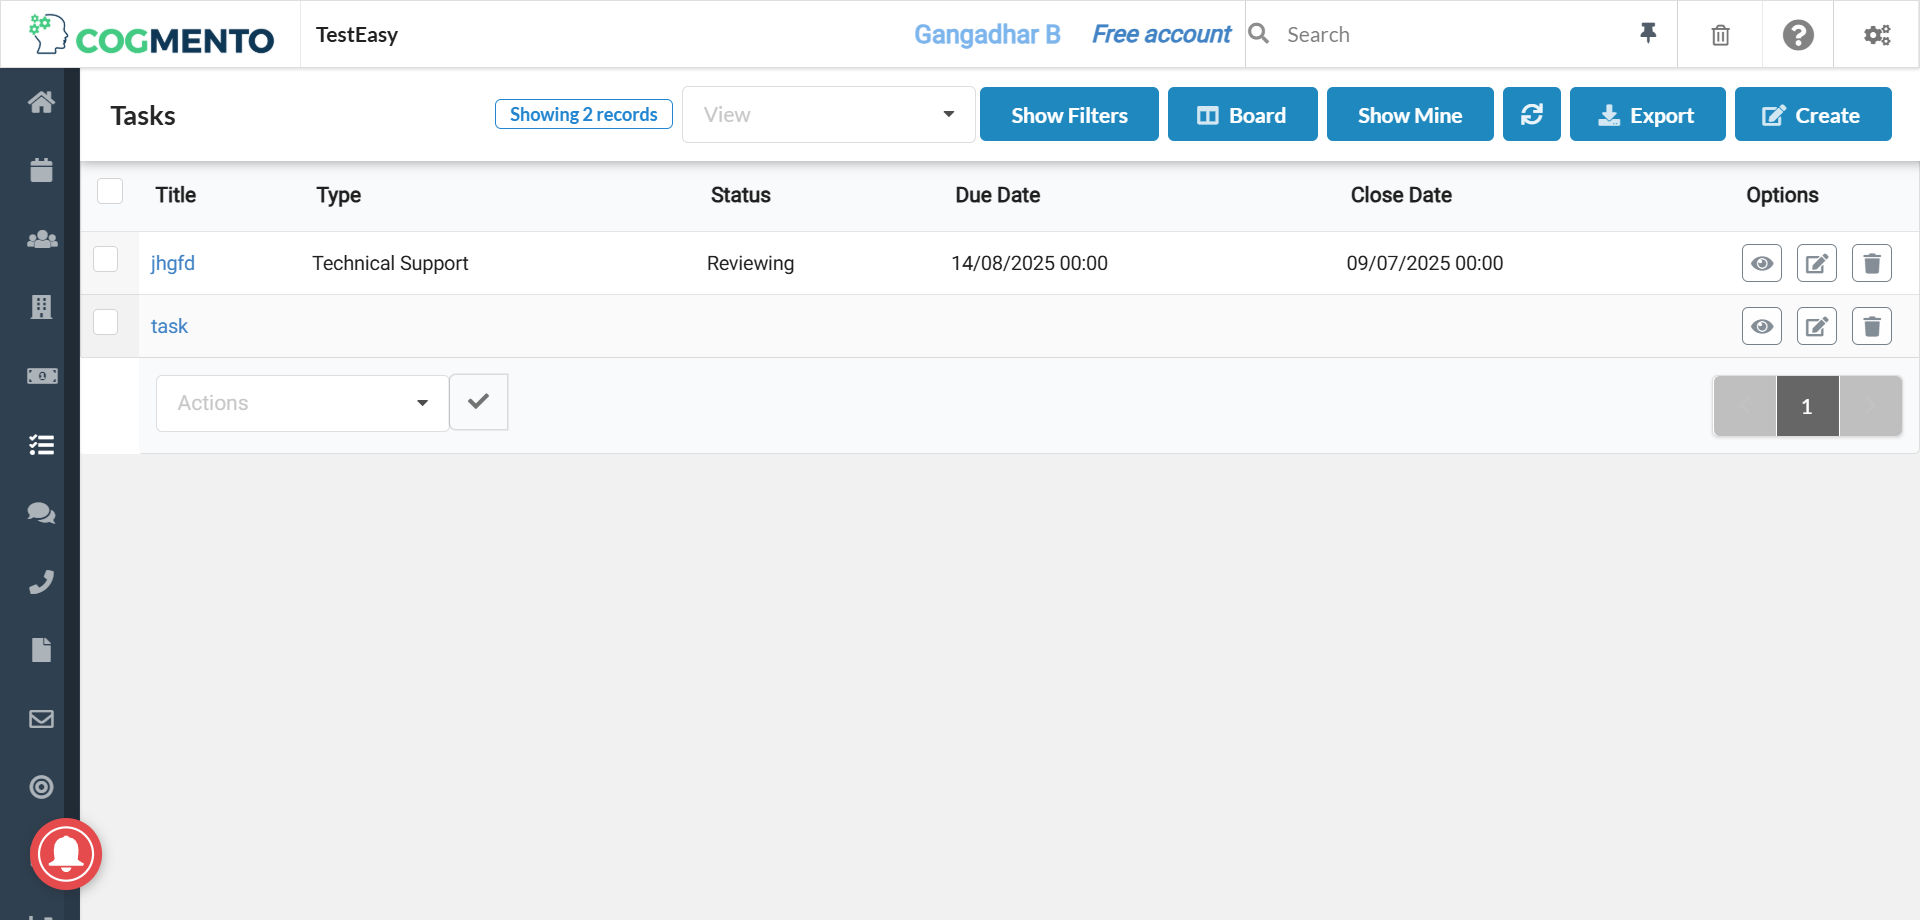 COGMENTO
TestEasy
Gangadhar B
Free account
Search
Tasks
Showing 2 records
View
Show Filters
Board
Show Mine
Export
Create
Title Type Status Due Date Close Date Options
jhgfd Technical Support Reviewing 14/08/2025 00:00 09/07/2025 00:00
task
Actions
1